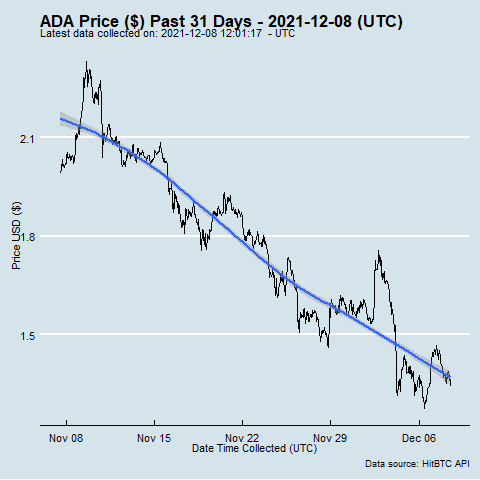 ADA Price ($) Past 31 Days - 2021-12-08 (UTC)
Latest data collected on: 2021-12-08 12:01:17 - UTC
Price USD ($)
2.1
1.8
1.5
Nov 08 Nov 15 Nov 22 Nov 29 Dec 06
Date Time Collected (UTC)
Data source: HitBTC API